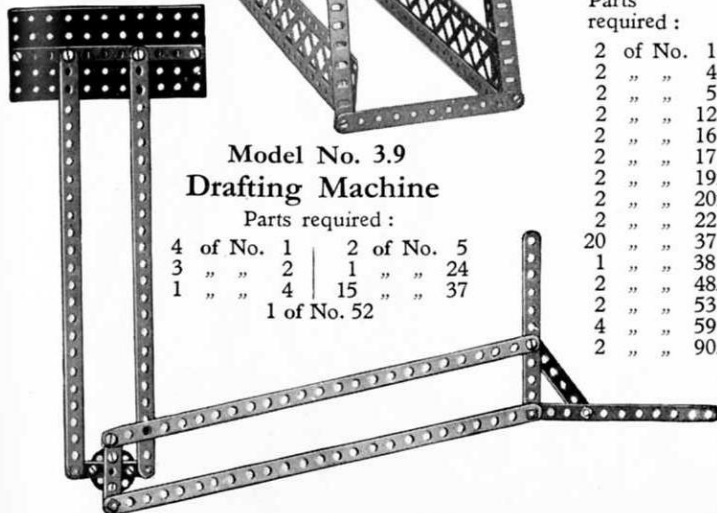 Model No. 3.9
Drafting Machine
Parts required :
4 of No. 1 | 2 of No. 5
3 „ „ 2 | 1 „ „ 24
1 „ „ 4 | 15 „ „ 37
1 of No. 52
Parts
required :
2 of No. 1
2 „ „ 4
2 „ „ 5
2 „ „ 12
2 „ „ 16
2 „ „ 17
2 „ „ 19
2 „ „ 20
2 „ „ 22
20 „ „ 37
1 „ „ 38
2 „ „ 48
2 „ „ 53
4 „ „ 59
2 „ „ 90